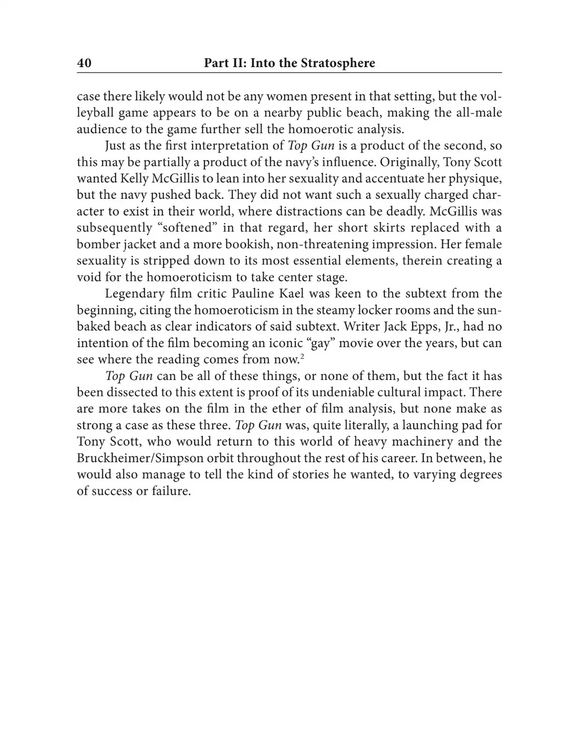 40 Part II: Into the Stratosphere
case there likely would not be any women present in that setting, but the vol-
leyball game appears to be on a nearby public beach, making the all-male
audience to the game further sell the homoerotic analysis.
Just as the first interpretation of Top Gun is a product of the second, so
this may be partially a product of the navy's influence. Originally, Tony Scott
wanted Kelly McGillis to lean into her sexuality and accentuate her physique,
but the navy pushed back. They did not want such a sexually charged char-
acter to exist in their world, where distractions can be deadly. McGillis was
subsequently “softened” in that regard, her short skirts replaced with a
bomber jacket and a more bookish, non-threatening impression. Her female
sexuality is stripped down to its most essential elements, therein creating a
void for the homoeroticism to take center stage.
Legendary film critic Pauline Kael was keen to the subtext from the
beginning, citing the homoeroticism in the steamy locker rooms and the sun-
baked beach as clear indicators of said subtext. Writer Jack Epps, Jr., had no
intention of the film becoming an iconic “gay” movie over the years, but can
see where the reading comes from now.2
Top Gun can be all of these things, or none of them, but the fact it has
been dissected to this extent is proof of its undeniable cultural impact. There
are more takes on the film in the ether of film analysis, but none make as
strong a case as these three. Top Gun was, quite literally, a launching pad for
Tony Scott, who would return to this world of heavy machinery and the
Bruckheimer/Simpson orbit throughout the rest of his career. In between, he
would also manage to tell the kind of stories he wanted, to varying degrees
of success or failure.